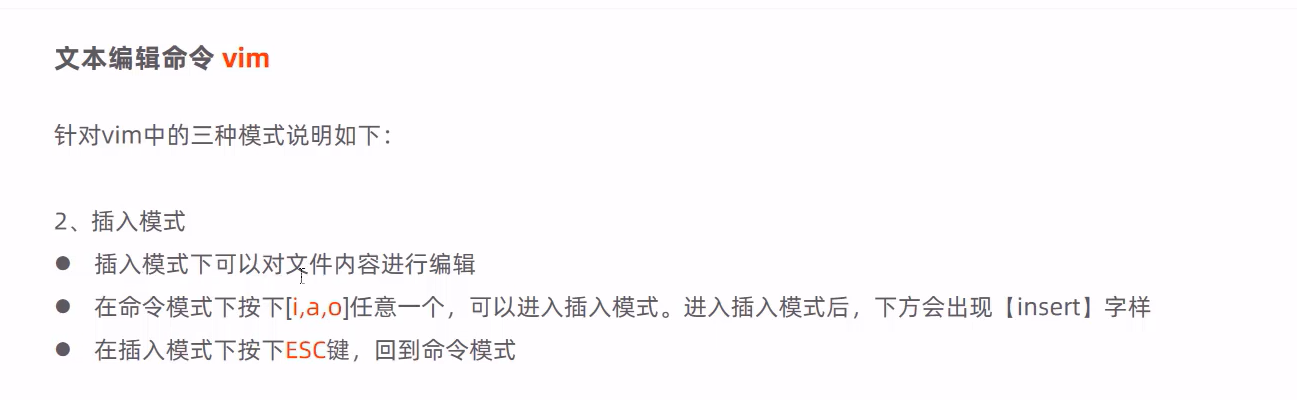 文本编辑命令 vim
针对vim中的三种模式说明如下：
2、插入模式
● 插入模式下可以对文件内容进行编辑
● 在命令模式下按下[i,a,o]任意一个，可以进入插入模式。进入插入模式后，下方会出现【insert】字样
● 在插入模式下按下ESC键，回到命令模式